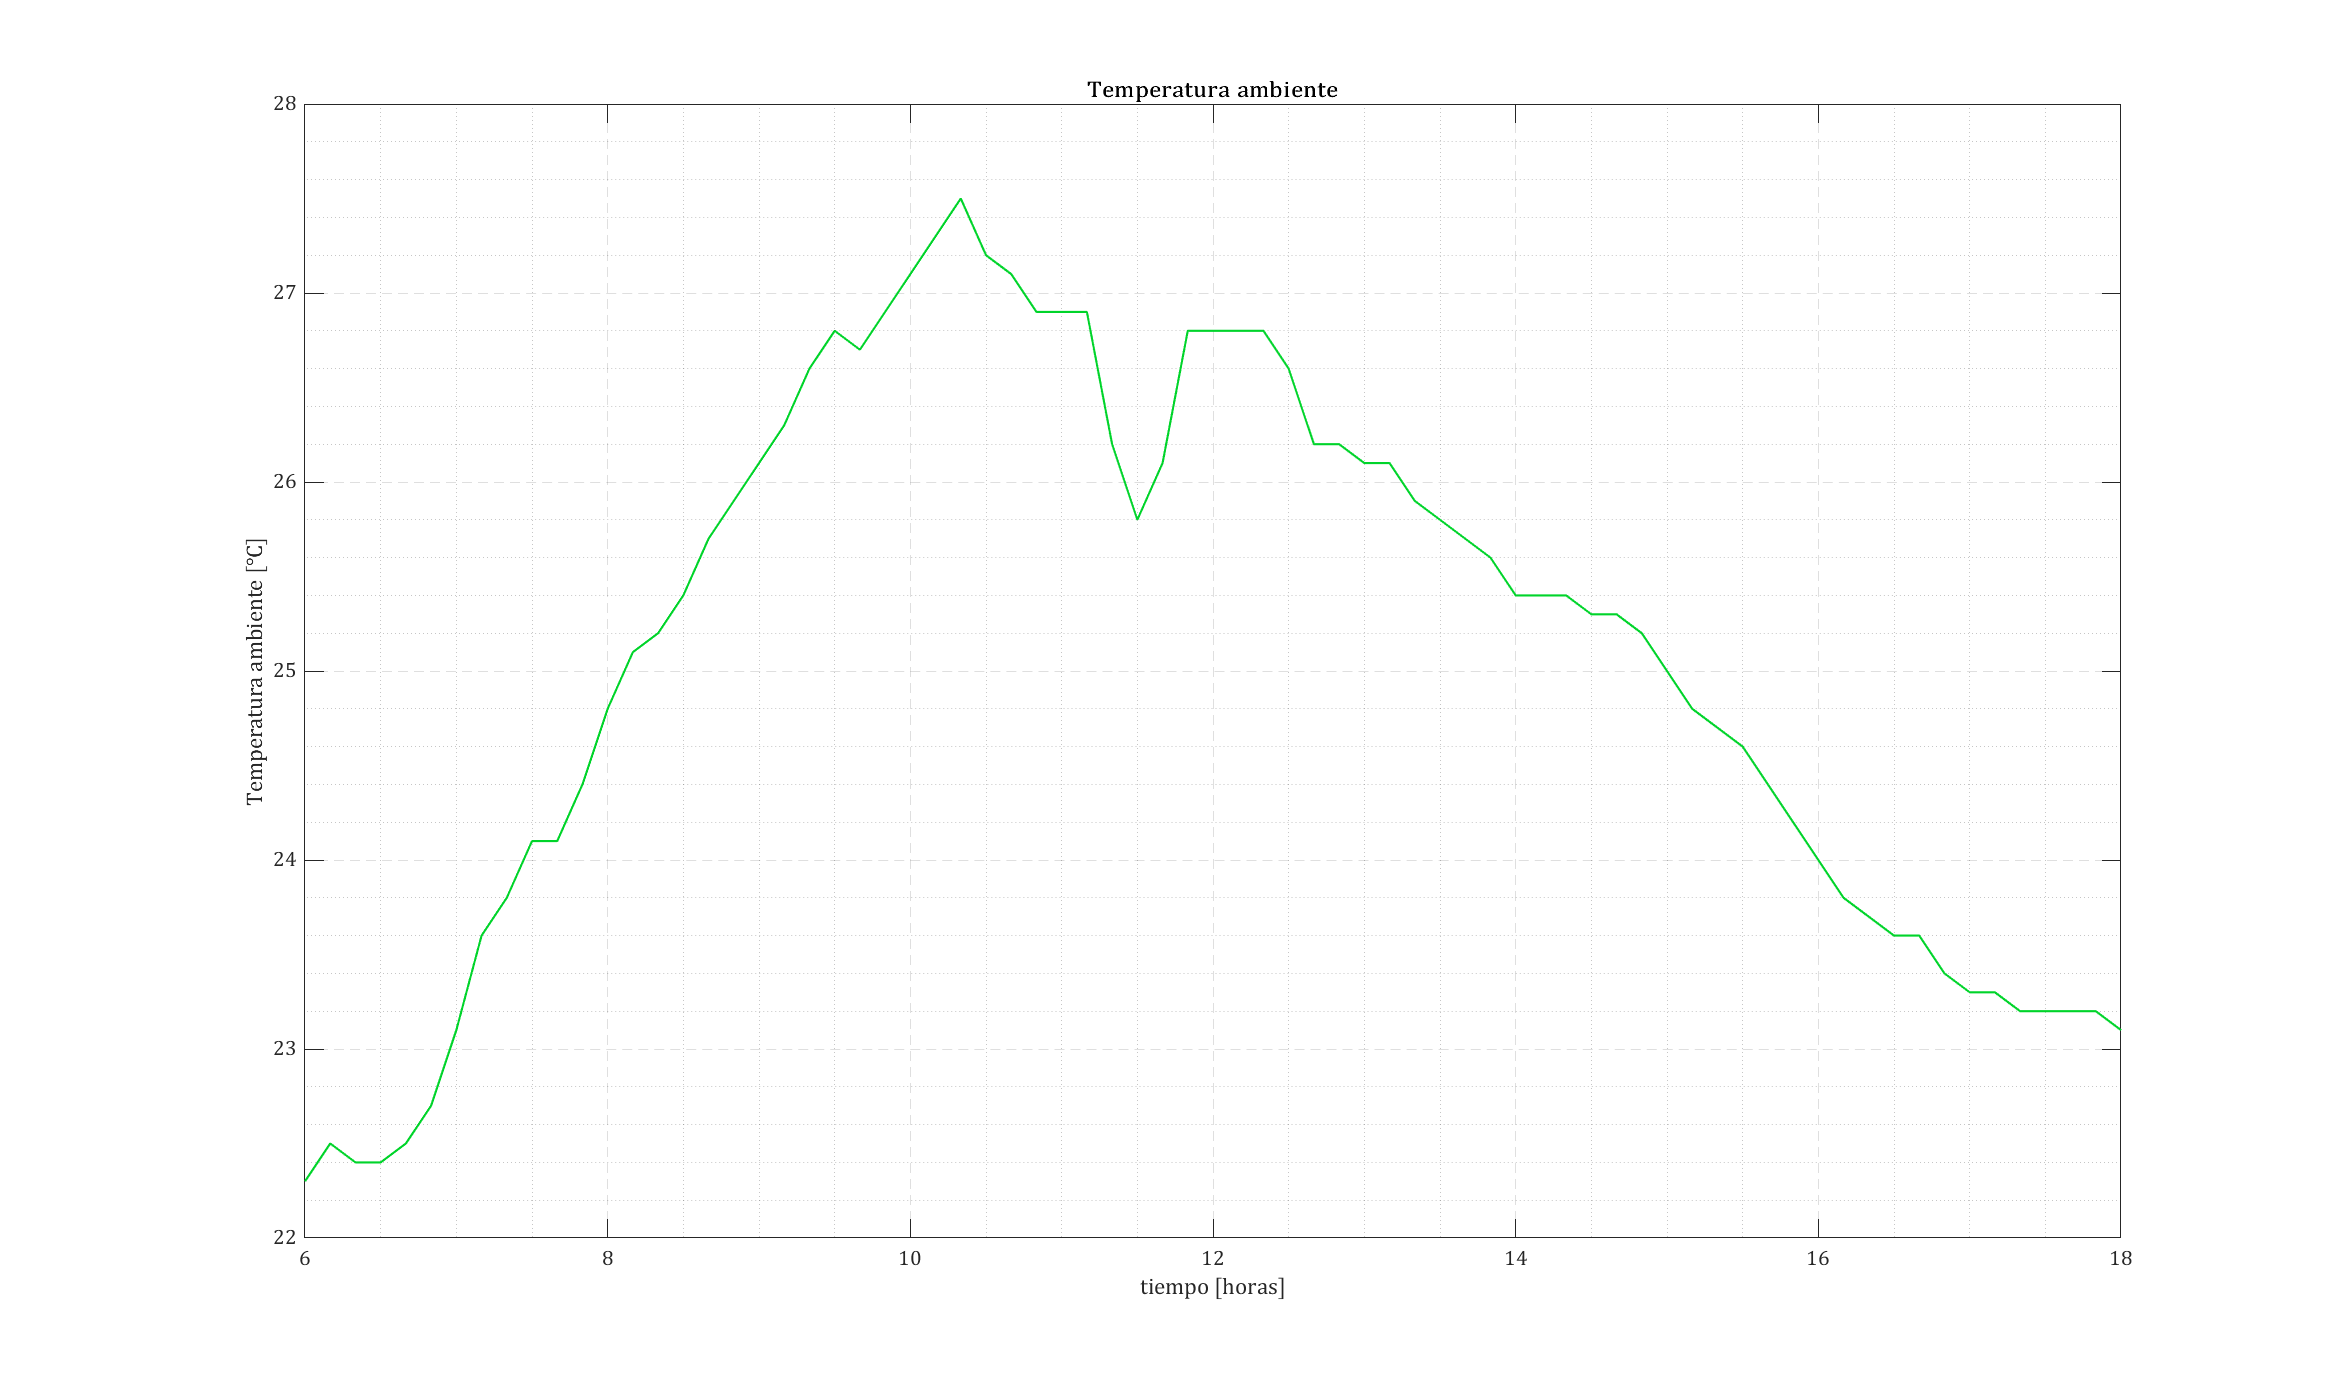 Temperatura ambiente
28
27
26
25
24
23
22
Temperatura ambiente [°C]
6 8 10 12 14 16 18
tiempo [horas]